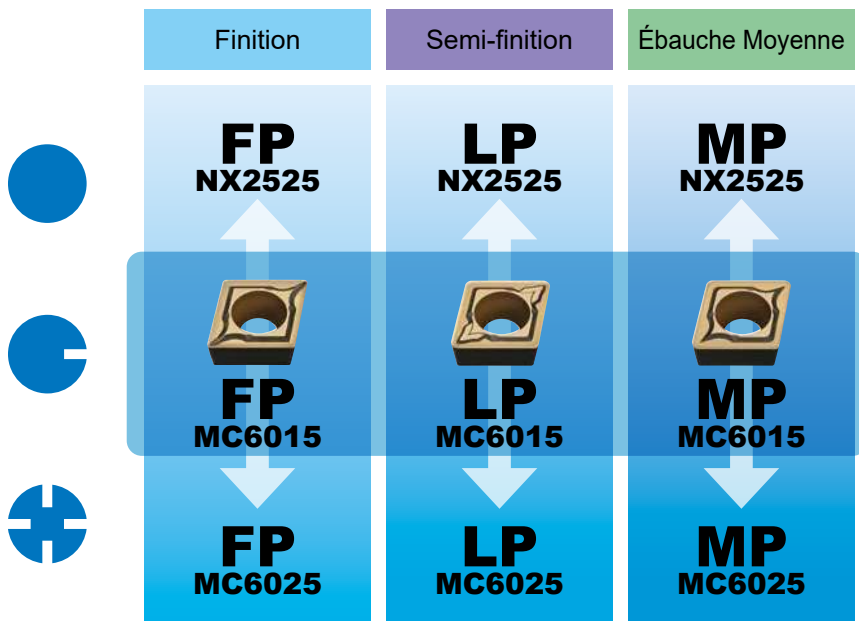 Finition
Semi-finition
Ébauche Moyenne
FP
LP
MP
NX2525
NX2525
NX2525
FP
LP
MP
MC6015
MC6015
MC6015
FP
LP
MP
MC6025
MC6025
MC6025